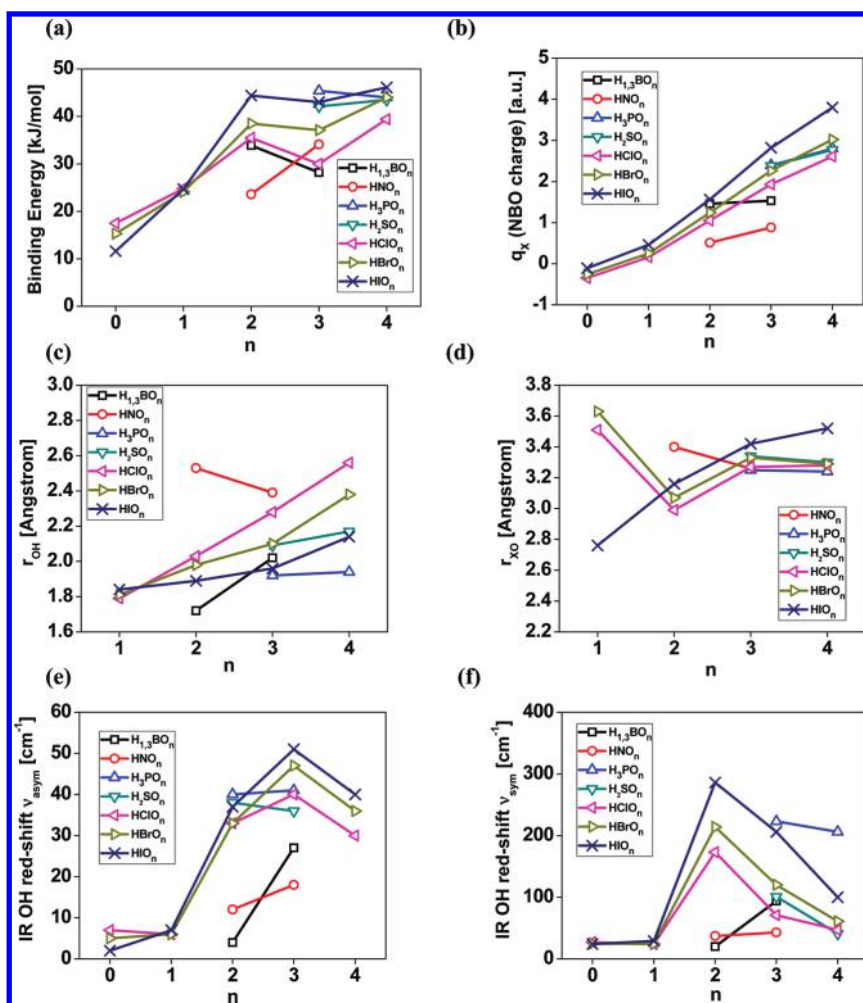 (a)
Binding Energy [kJ/mol]
50
40
30
20
10
0
0 1 2 3 4
n
H₁,₃BOₙ
HNOₙ
H₃POₙ
H₂SOₙ
HClOₙ
HBrOₙ
HIOₙ
(b)
qₓ (NBO charge) [a.u.]
5
4
3
2
1
0
-1
0 1 2 3 4
n
H₁,₃BOₙ
HNOₙ
H₃POₙ
H₂SOₙ
HClOₙ
HBrOₙ
HIOₙ
(c)
r_OH [Angstrom]
3.0
2.8
2.6
2.4
2.2
2.0
1.8
1.6
1 2 3 4
n
H₁,₃BOₙ
HNOₙ
H₃POₙ
H₂SOₙ
HClOₙ
HBrOₙ
HIOₙ
(d)
r_XO [Angstrom]
3.8
3.6
3.4
3.2
3.0
2.8
2.6
2.4
2.2
1 2 3 4
n
HNOₙ
H₃POₙ
H₂SOₙ
HClOₙ
HBrOₙ
HIOₙ
(e)
IR OH red-shift ν_asym [cm⁻¹]
60
50
40
30
20
10
0
0 1 2 3 4
n
H₁,₃BOₙ
HNOₙ
H₃POₙ
H₂SOₙ
HClOₙ
HBrOₙ
HIOₙ
(f)
IR OH red-shift ν_sym [cm⁻¹]
400
300
200
100
0
0 1 2 3 4
n
H₁,₃BOₙ
HNOₙ
H₃POₙ
H₂SOₙ
HClOₙ
HBrOₙ
HIOₙ